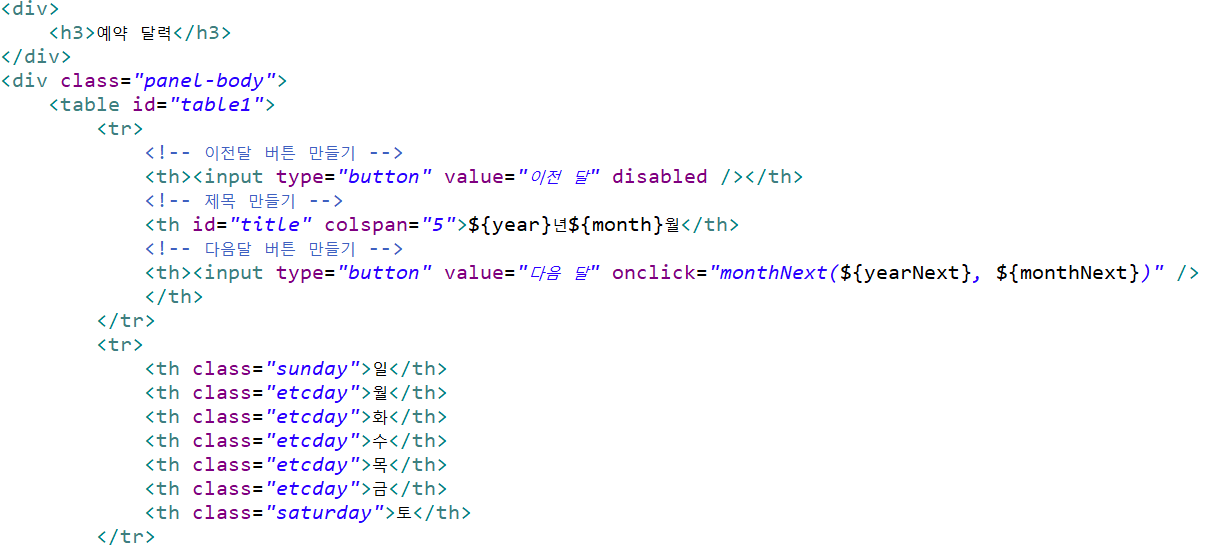 <div>
    <h3>예약 달력</h3>
</div>
<div class="panel-body">
    <table id="table1">
        <tr>
            <!-- 이전달 버튼 만들기 -->
            <th><input type="button" value="이전 달" disabled /></th>
            <!-- 제목 만들기 -->
            <th id="title" colspan="5">${year}년${month}월</th>
            <!-- 다음달 버튼 만들기 -->
            <th><input type="button" value="다음 달" onclick="monthNext(${yearNext}, ${monthNext})" />
            </th>
        </tr>
        <tr>
            <th class="sunday">일</th>
            <th class="etcday">월</th>
            <th class="etcday">화</th>
            <th class="etcday">수</th>
            <th class="etcday">목</th>
            <th class="etcday">금</th>
            <th class="saturday">토</th>
        </tr>